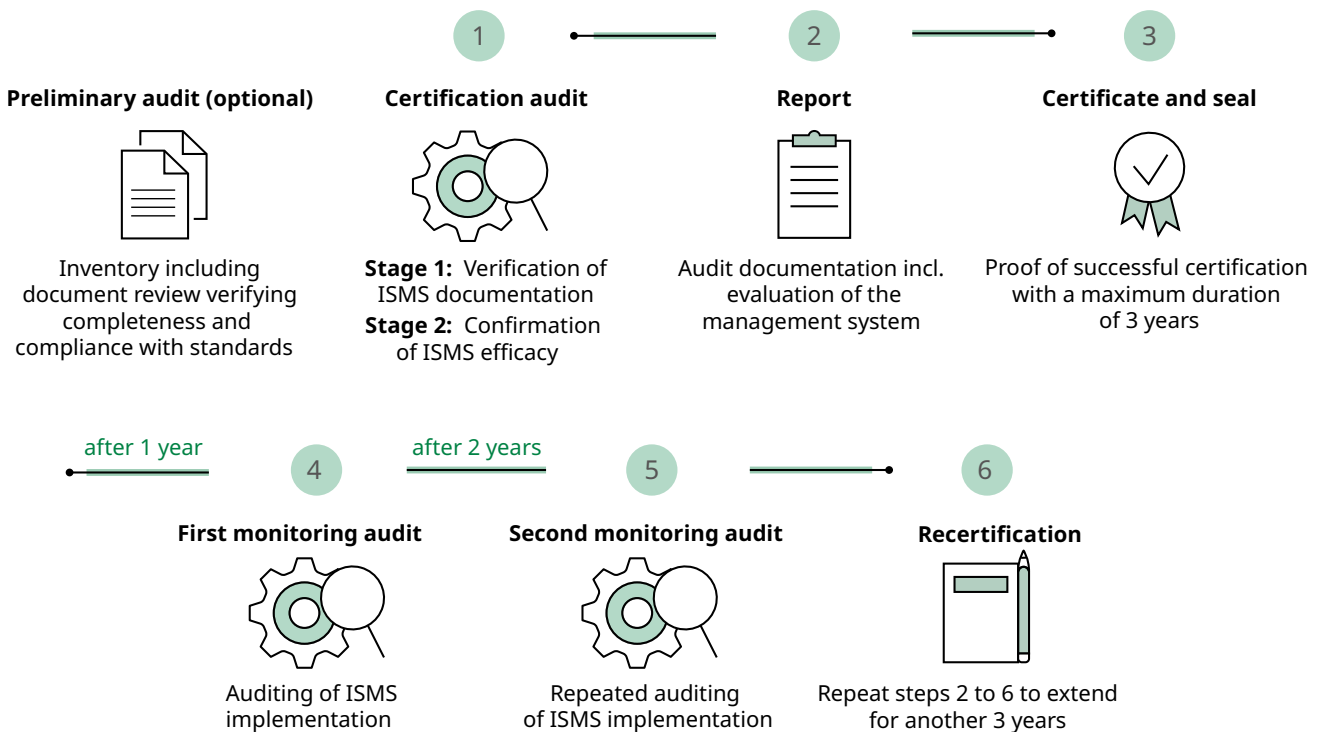 1
2
3
Preliminary audit (optional)
Certification audit
Report
Certificate and seal
Inventory including
document review verifying
completeness and
compliance with standards
Stage 1: Verification of
ISMS documentation
Stage 2: Confirmation
of ISMS efficacy
Audit documentation incl.
evaluation of the
management system
Proof of successful certification
with a maximum duration
of 3 years
after 1 year
4
after 2 years
5
6
First monitoring audit
Second monitoring audit
Recertification
Auditing of ISMS
implementation
Repeated auditing
of ISMS implementation
Repeat steps 2 to 6 to extend
for another 3 years